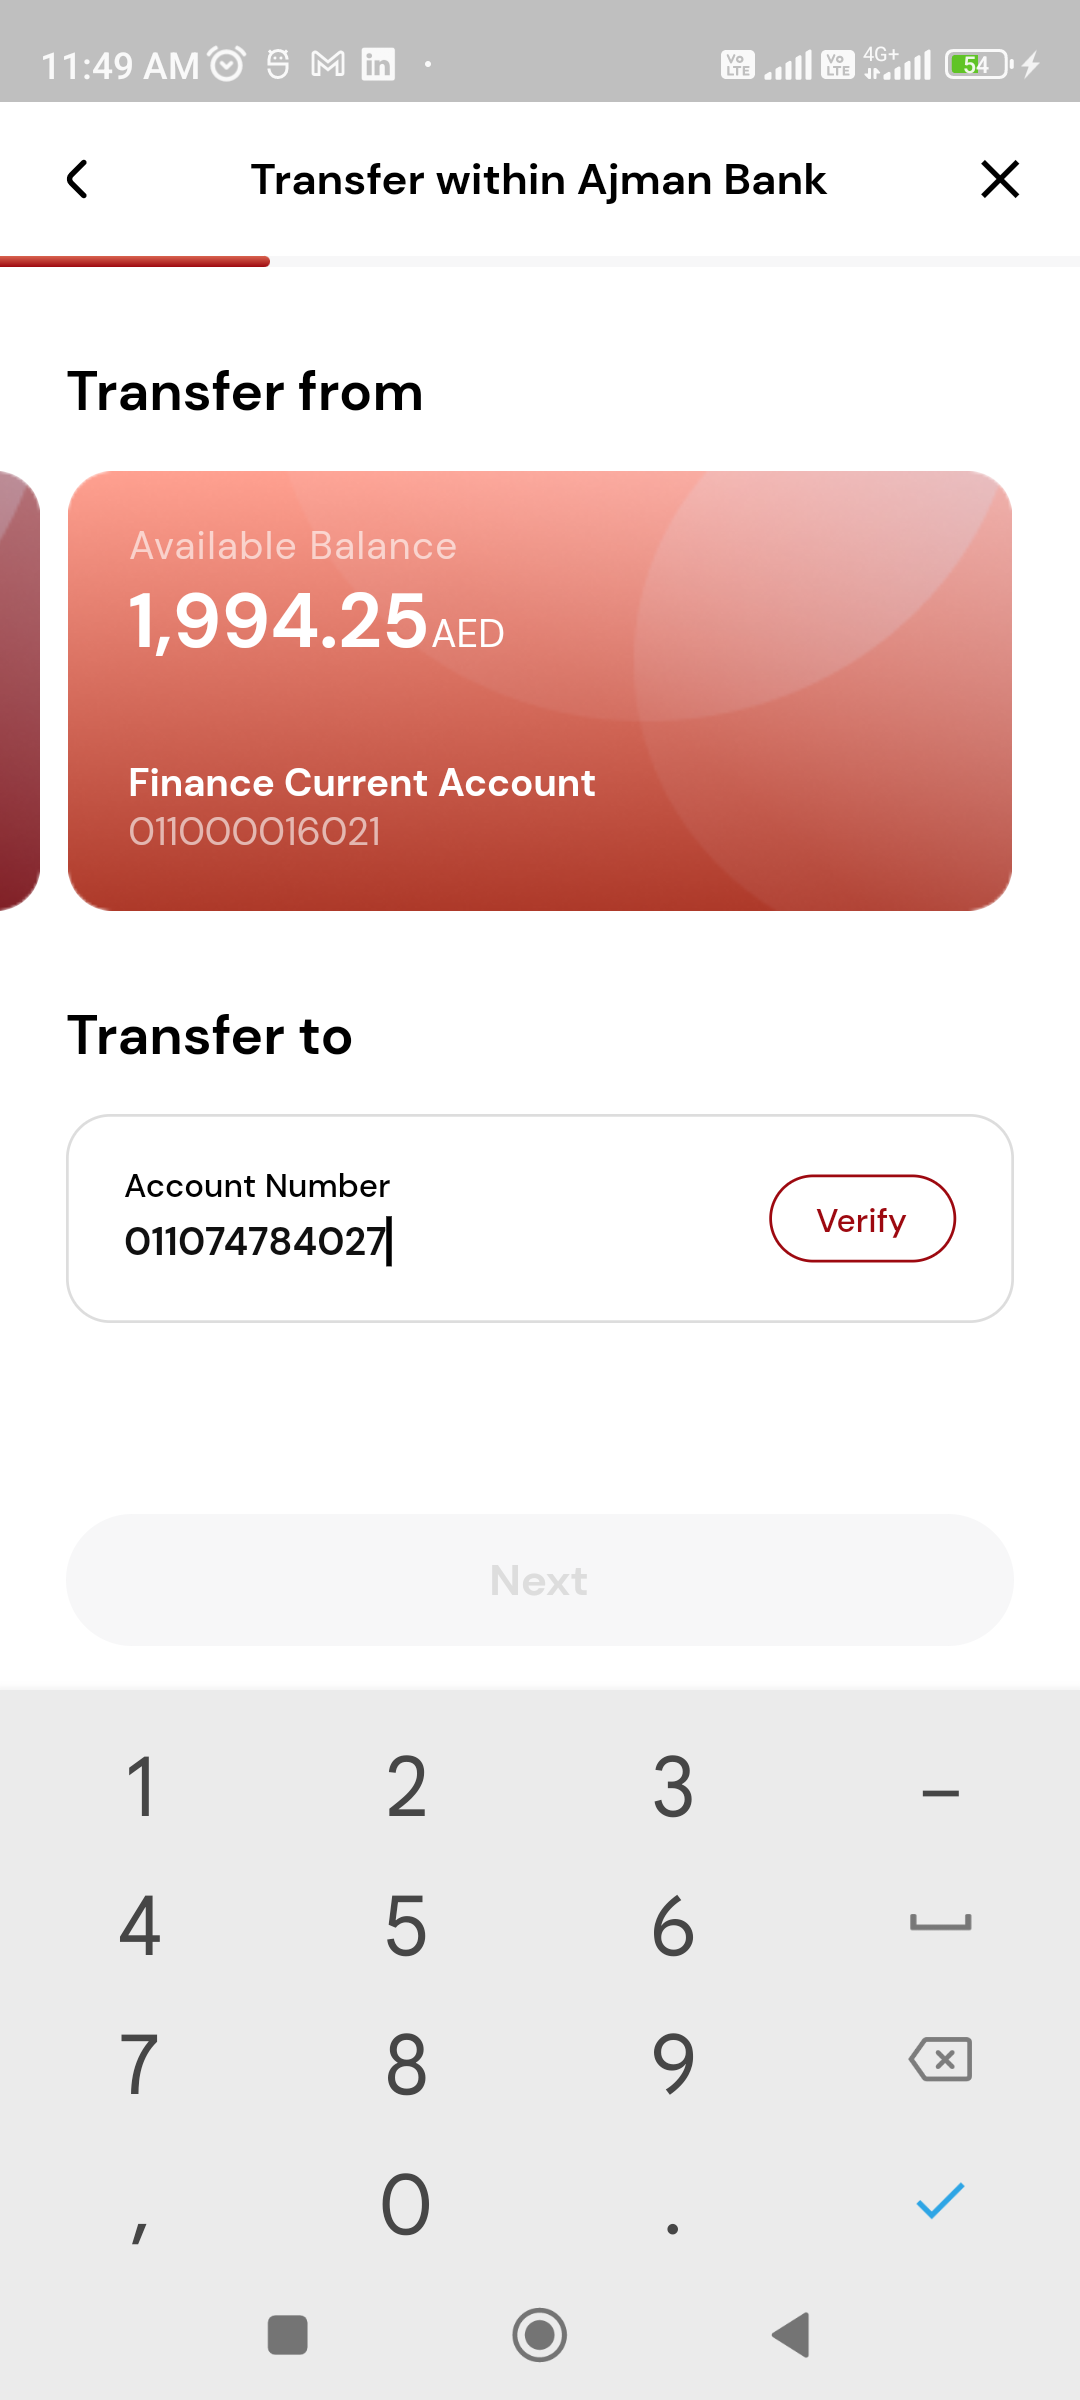 11:49 AM
Vo LTE Vo LTE 4G+ 54
Transfer within Ajman Bank
Transfer from
Available Balance
1,994.25 AED
Finance Current Account
011000016021
Transfer to
Account Number
011074784027
Verify
Next
1 2 3 –
4 5 6
7 8 9
, 0 .